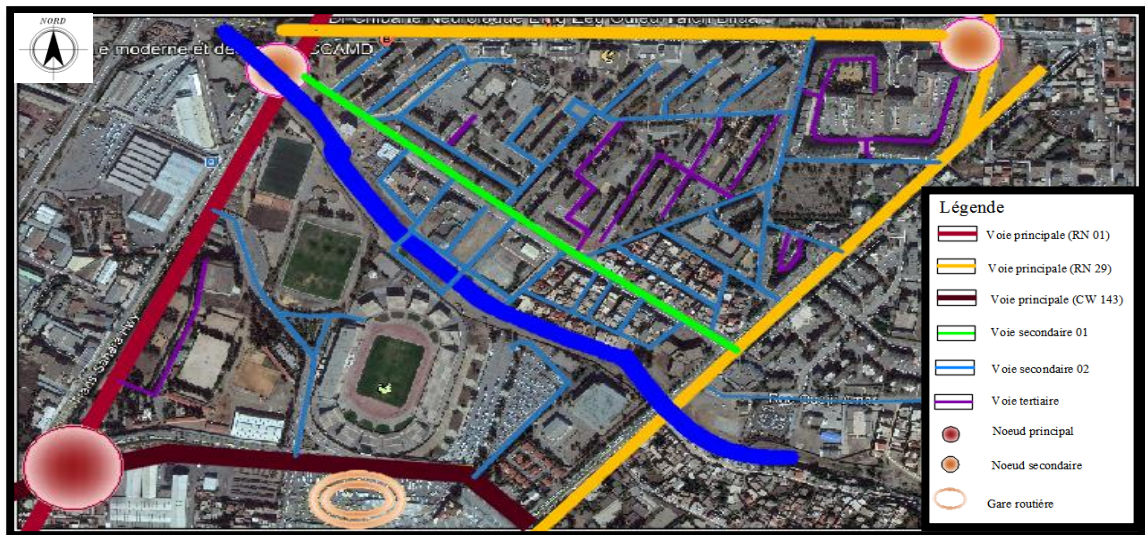 NORD
e moderne et de
CCAMD
Légende
Voie principale (RN 01)
Voie principale (RN 29)
Voie principale (CW 143)
Voie secondaire 01
Voie secondaire 02
Voie tertiaire
Noeud principal
Noeud secondaire
Gare routière